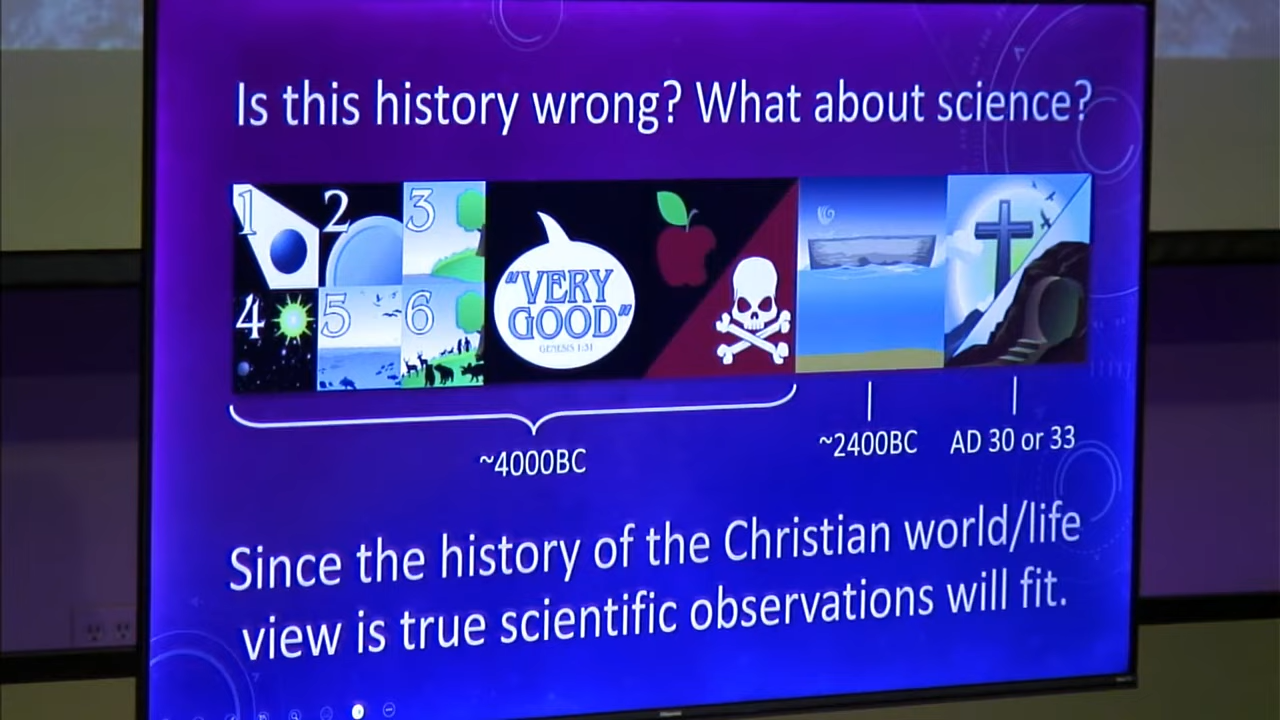 Is this history wrong? What about science?
1 2 3
4 5 6
"VERY
GOOD"
GENESIS 1:31
~4000BC
~2400BC
AD 30 or 33
Since the history of the Christian world/life
view is true scientific observations will fit.